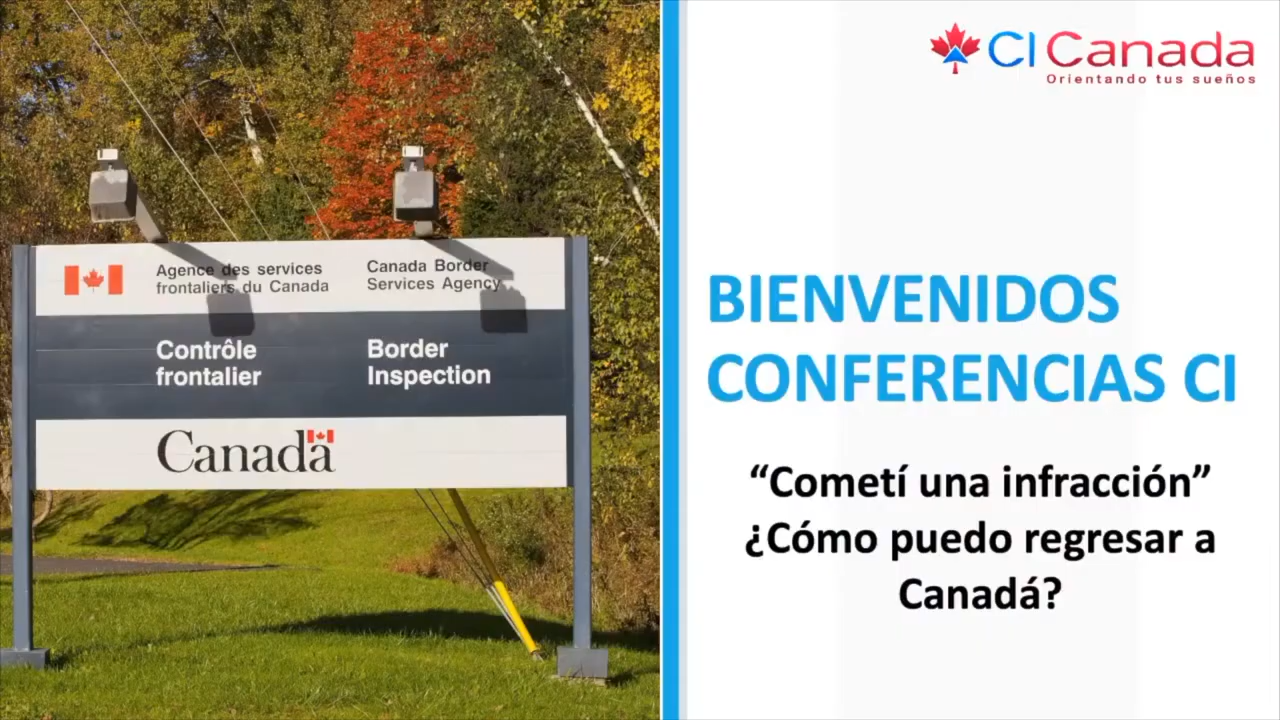 Agence des services
frontaliers du Canada
Canada Border
Services Agency
Contrôle
frontalier
Border
Inspection
Canada
CI Canada
Orientando tus sueños
BIENVENIDOS
CONFERENCIAS CI
“Cometí una infracción”
¿Cómo puedo regresar a
Canadá?